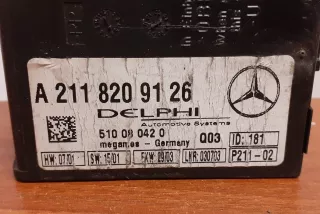 A 211 820 91 26
DELPHI
Automotive Systems
510 08 042 0
Q03
ID: 181
megamos - Germany
HW: 07/01
SW: 15/01
FKW: 09/03
LNR: 030703
P211-02